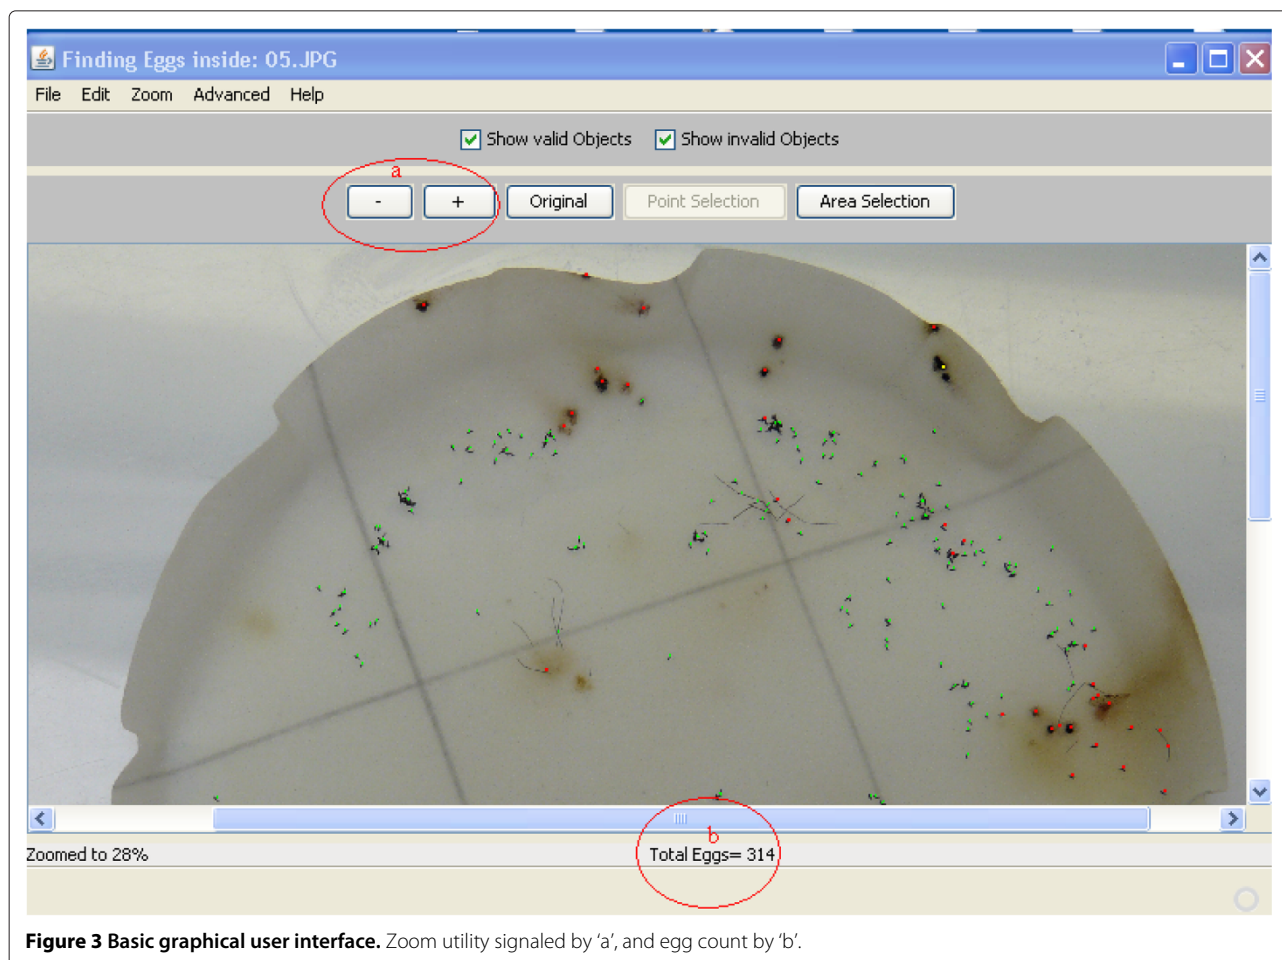 Finding Eggs inside: 05.JPG
File Edit Zoom Advanced Help
Show valid Objects Show invalid Objects
a
- + Original Point Selection Area Selection
b
Zoomed to 28% Total Eggs= 314
Figure 3 Basic graphical user interface. Zoom utility signaled by ‘a’, and egg count by ‘b’.